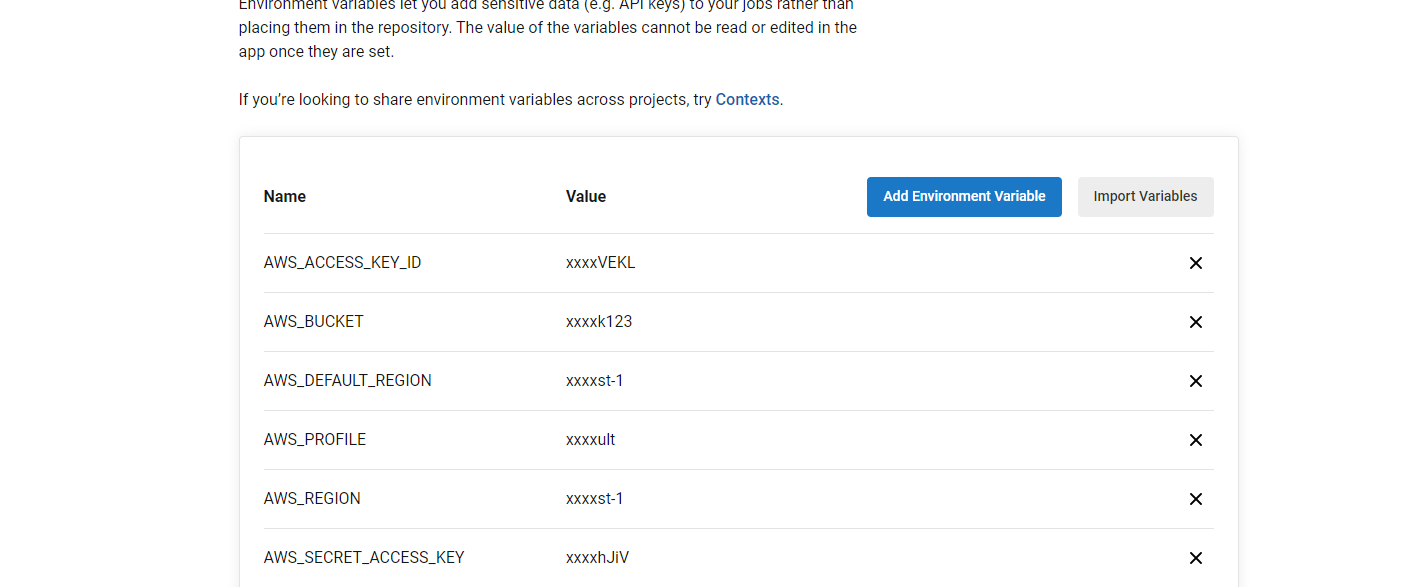 Environment variables let you add sensitive data (e.g. API keys) to your jobs rather than
placing them in the repository. The value of the variables cannot be read or edited in the
app once they are set.
If you’re looking to share environment variables across projects, try Contexts.
Name Value Add Environment Variable Import Variables
AWS_ACCESS_KEY_ID xxxxVEKL
AWS_BUCKET xxxxk123
AWS_DEFAULT_REGION xxxxst-1
AWS_PROFILE xxxxult
AWS_REGION xxxxst-1
AWS_SECRET_ACCESS_KEY xxxxhJiV